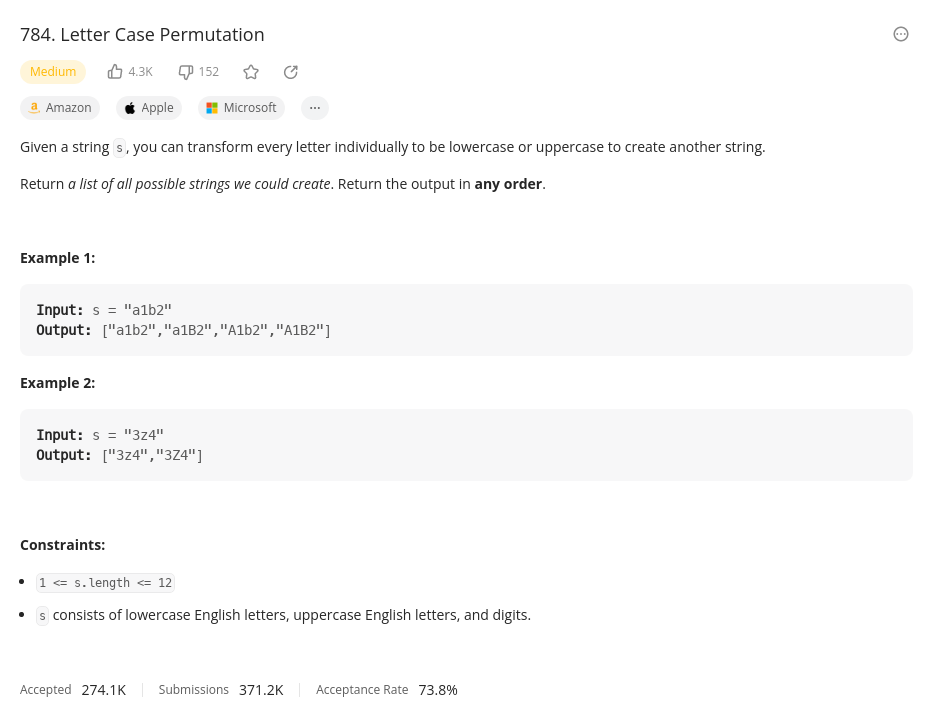 784. Letter Case Permutation
Medium 4.3K 152
Amazon Apple Microsoft ...
Given a string s, you can transform every letter individually to be lowercase or uppercase to create another string.
Return a list of all possible strings we could create. Return the output in any order.
Example 1:
Input: s = "a1b2"
Output: ["a1b2","a1B2","A1b2","A1B2"]
Example 2:
Input: s = "3z4"
Output: ["3z4","3Z4"]
Constraints:
• 1 <= s.length <= 12
• s consists of lowercase English letters, uppercase English letters, and digits.
Accepted 274.1K Submissions 371.2K Acceptance Rate 73.8%